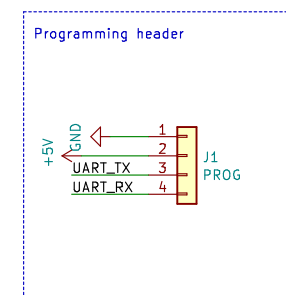 Programming header
GND
1
+5V
2
UART_TX
3
UART_RX
4
J1
PROG